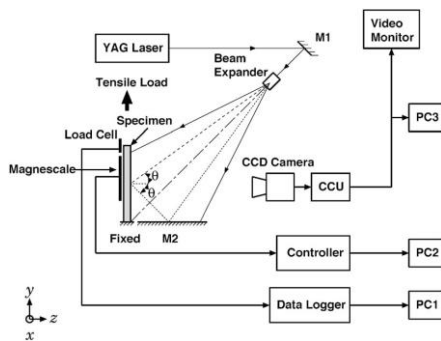 M1
YAG Laser
Video
Monitor
Beam
Expander
Tensile Load
Specimen
Load Cell
PC3
CCD Camera
Magnescale
θ
CCU
θ
Fixed
M2
Controller
PC2
y
Data Logger
PC1
z
x